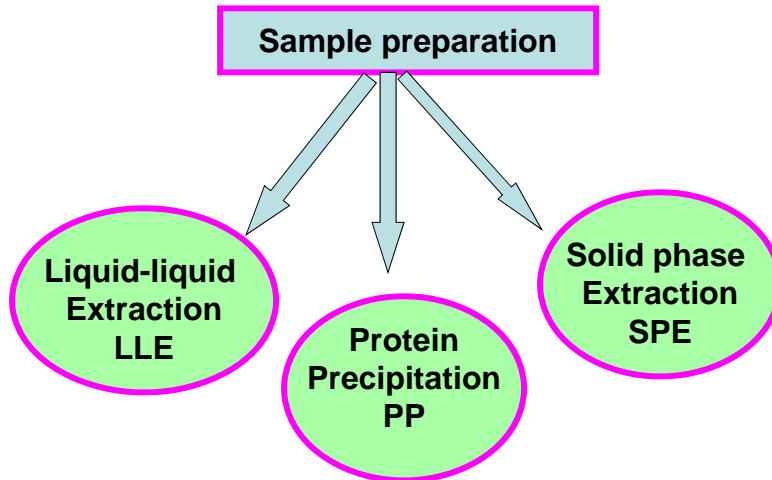 Sample preparation
Liquid-liquid
Extraction
LLE
Protein
Precipitation
PP
Solid phase
Extraction
SPE